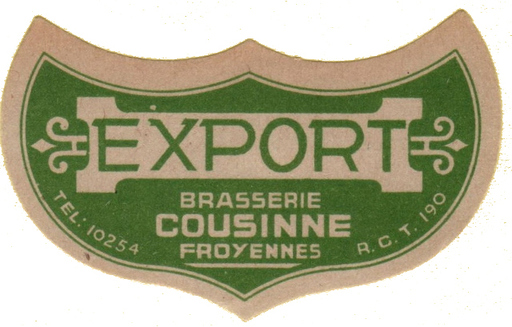 EXPORT
BRASSERIE
COUSINNE
FROYENNES
TEL: 10254
R.C.T. 190